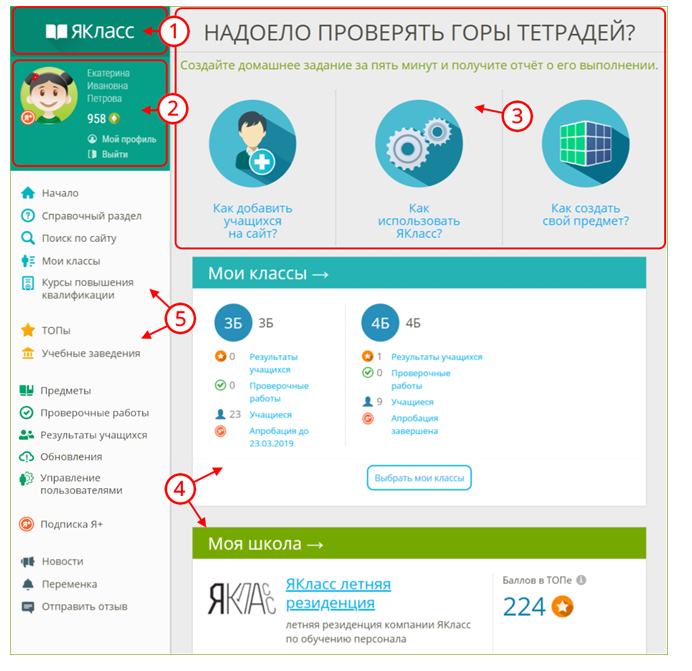 ЯКласс
1
Екатерина
Ивановна
Петрова
958
Я+
Мой профиль
Выйти
2
Начало
Справочный раздел
Поиск по сайту
Мои классы
Курсы повышения
квалификации
5
ТОПы
Учебные заведения
Предметы
Проверочные работы
Результаты учащихся
Обновления
Управление
пользователями
Я+ Подписка Я+
Новости
Переменка
Отправить отзыв
НАДОЕЛО ПРОВЕРЯТЬ ГОРЫ ТЕТРАДЕЙ?
Создайте домашнее задание за пять минут и получите отчёт о его выполнении.
3
Как добавить
учащихся
на сайт?
Как
использовать
ЯКласс?
Как создать
свой предмет?
Мои классы →
3Б 3Б
0 Результаты
учащихся
0 Проверочные
работы
23 Учащиеся
Я+ Апробация до
23.03.2019
4Б 4Б
1 Результаты учащихся
0 Проверочные
работы
9 Учащиеся
Я+ Апробация
завершена
Выбрать мои классы
4
Моя школа →
ЯКЛАСС
ЯКласс летняя
резиденция
летняя резиденция компании ЯКласс
по обучению персонала
Баллов в ТОПе i
224